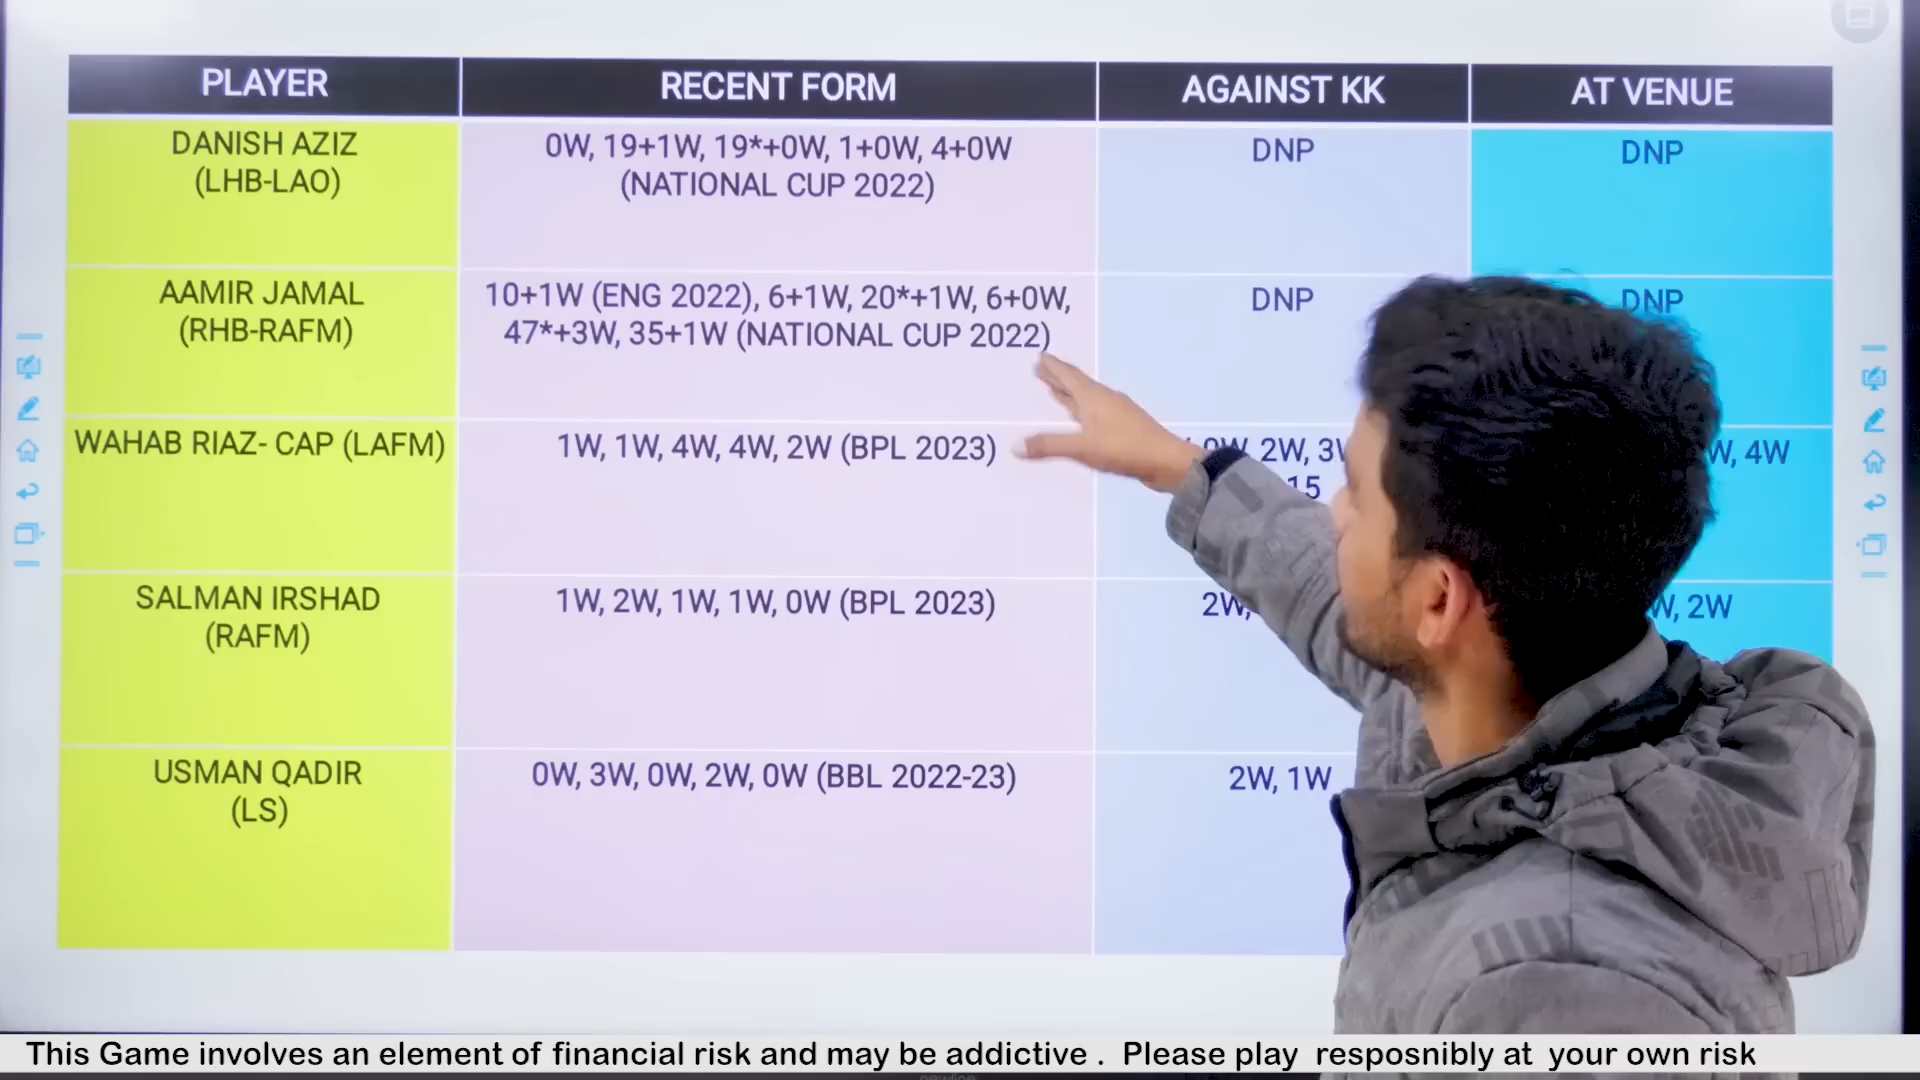 PLAYER RECENT FORM AGAINST KK AT VENUE
DANISH AZIZ 0W, 19+1W, 19*+0W, 1+0W, 4+0W DNP DNP
(LHB-LAO) (NATIONAL CUP 2022)
AAMIR JAMAL 10+1W (ENG 2022), 6+1W, 20*+1W, 6+0W, DNP DNP
(RHB-RAFM) 47*+3W, 35+1W (NATIONAL CUP 2022)
WAHAB RIAZ- CAP (LAFM) 1W, 1W, 4W, 4W, 2W (BPL 2023) 0W, 2W, 4W
15
SALMAN IRSHAD 1W, 2W, 1W, 1W, 0W (BPL 2023) 2W, 2W
(RAFM)
USMAN QADIR 0W, 3W, 0W, 2W, 0W (BBL 2022-23) 2W, 1W
(LS)
This Game involves an element of financial risk and may be addictive . Please play resposnibly at your own risk